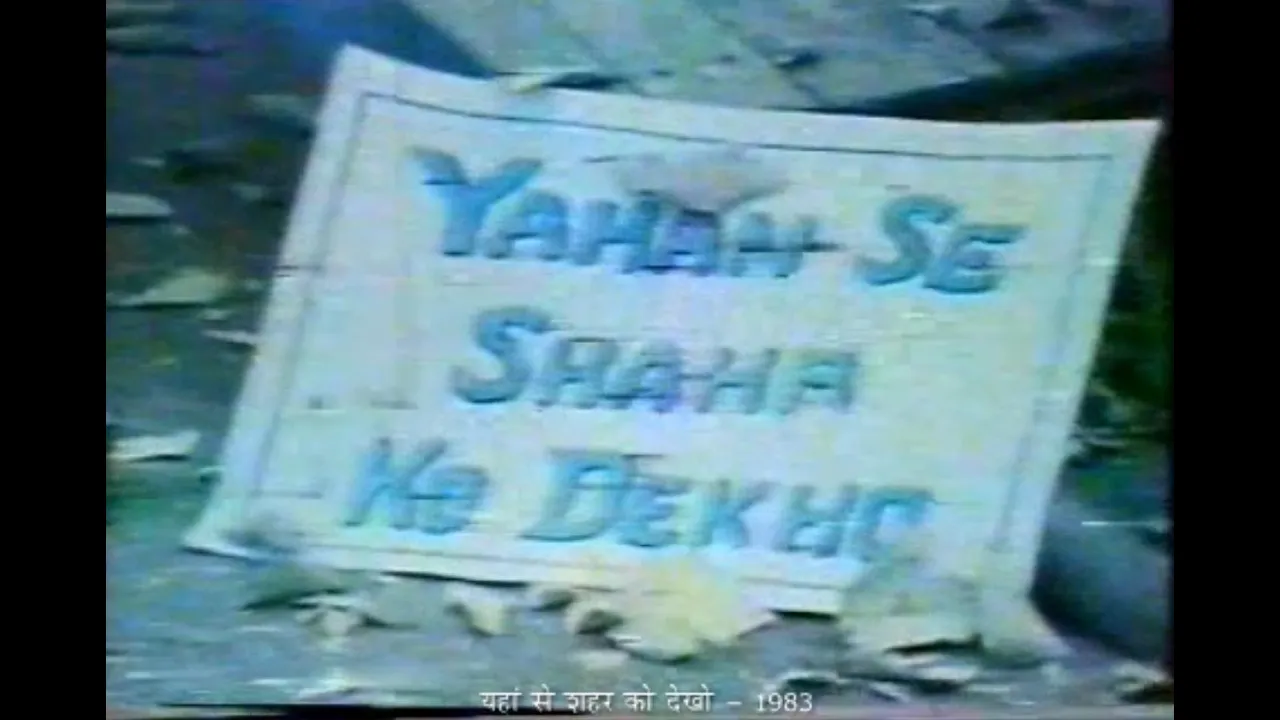 YAHAN SE
SHAHA
KO DEKHO
यहां से शहर को देखो – 1983